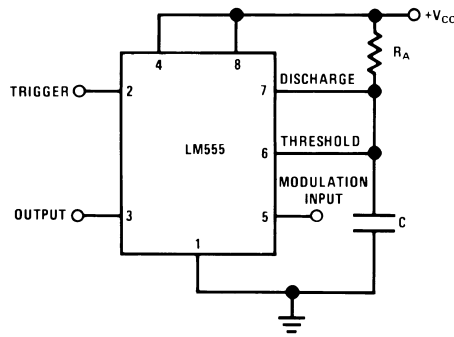 +VCC
4
8
RA
DISCHARGE
TRIGGER
2
7
LM555
THRESHOLD
6
MODULATION
INPUT
OUTPUT
3
5
C
1